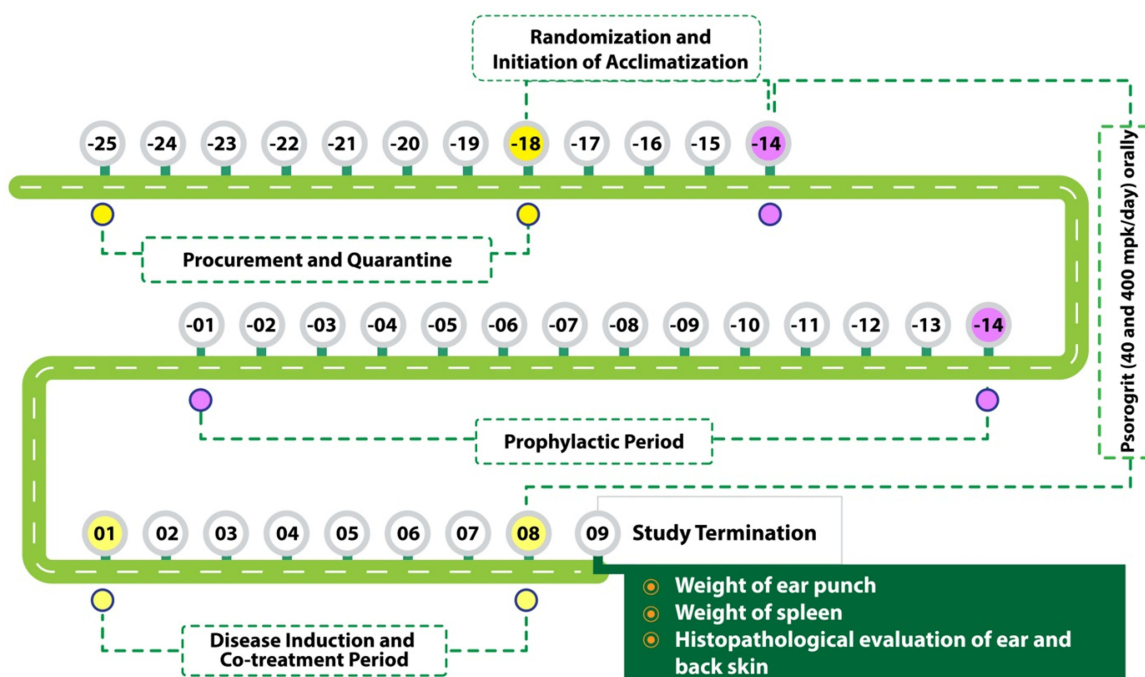 Randomization and
Initiation of Acclimatization
-25 -24 -23 -22 -21 -20 -19 -18 -17 -16 -15 -14
Procurement and Quarantine
Psorogrit (40 and 400 mpk/day) orally
-01 -02 -03 -04 -05 -06 -07 -08 -09 -10 -11 -12 -13 -14
Prophylactic Period
01 02 03 04 05 06 07 08 09 Study Termination
Weight of ear punch
Weight of spleen
Histopathological evaluation of ear and
back skin
Disease Induction and
Co-treatment Period